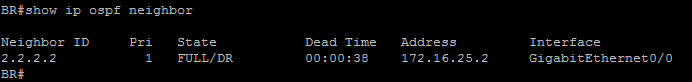 BR#show ip ospf neighbor
Neighbor ID     Pri   State           Dead Time   Address         Interface
2.2.2.2           1   FULL/DR         00:00:38    172.16.25.2     GigabitEthernet0/0
BR#